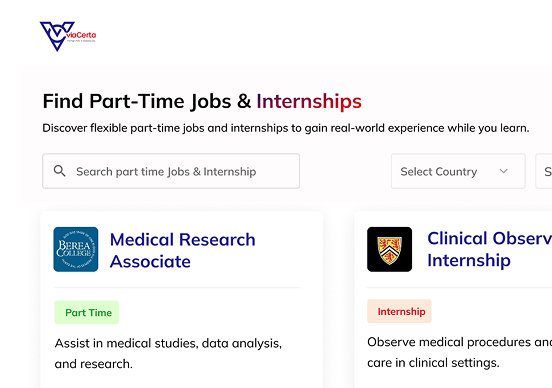 viaCerta
Find Part-Time Jobs & Internships
Discover flexible part-time jobs and internships to gain real-world experience while you learn.
Search part time Jobs & Internship
Select Country
S
BEREA
COLLEGE
Medical Research
Associate
Clinical Observ
Internship
Part Time
Internship
Assist in medical studies, data analysis,
and research.
Observe medical procedures and
care in clinical settings.